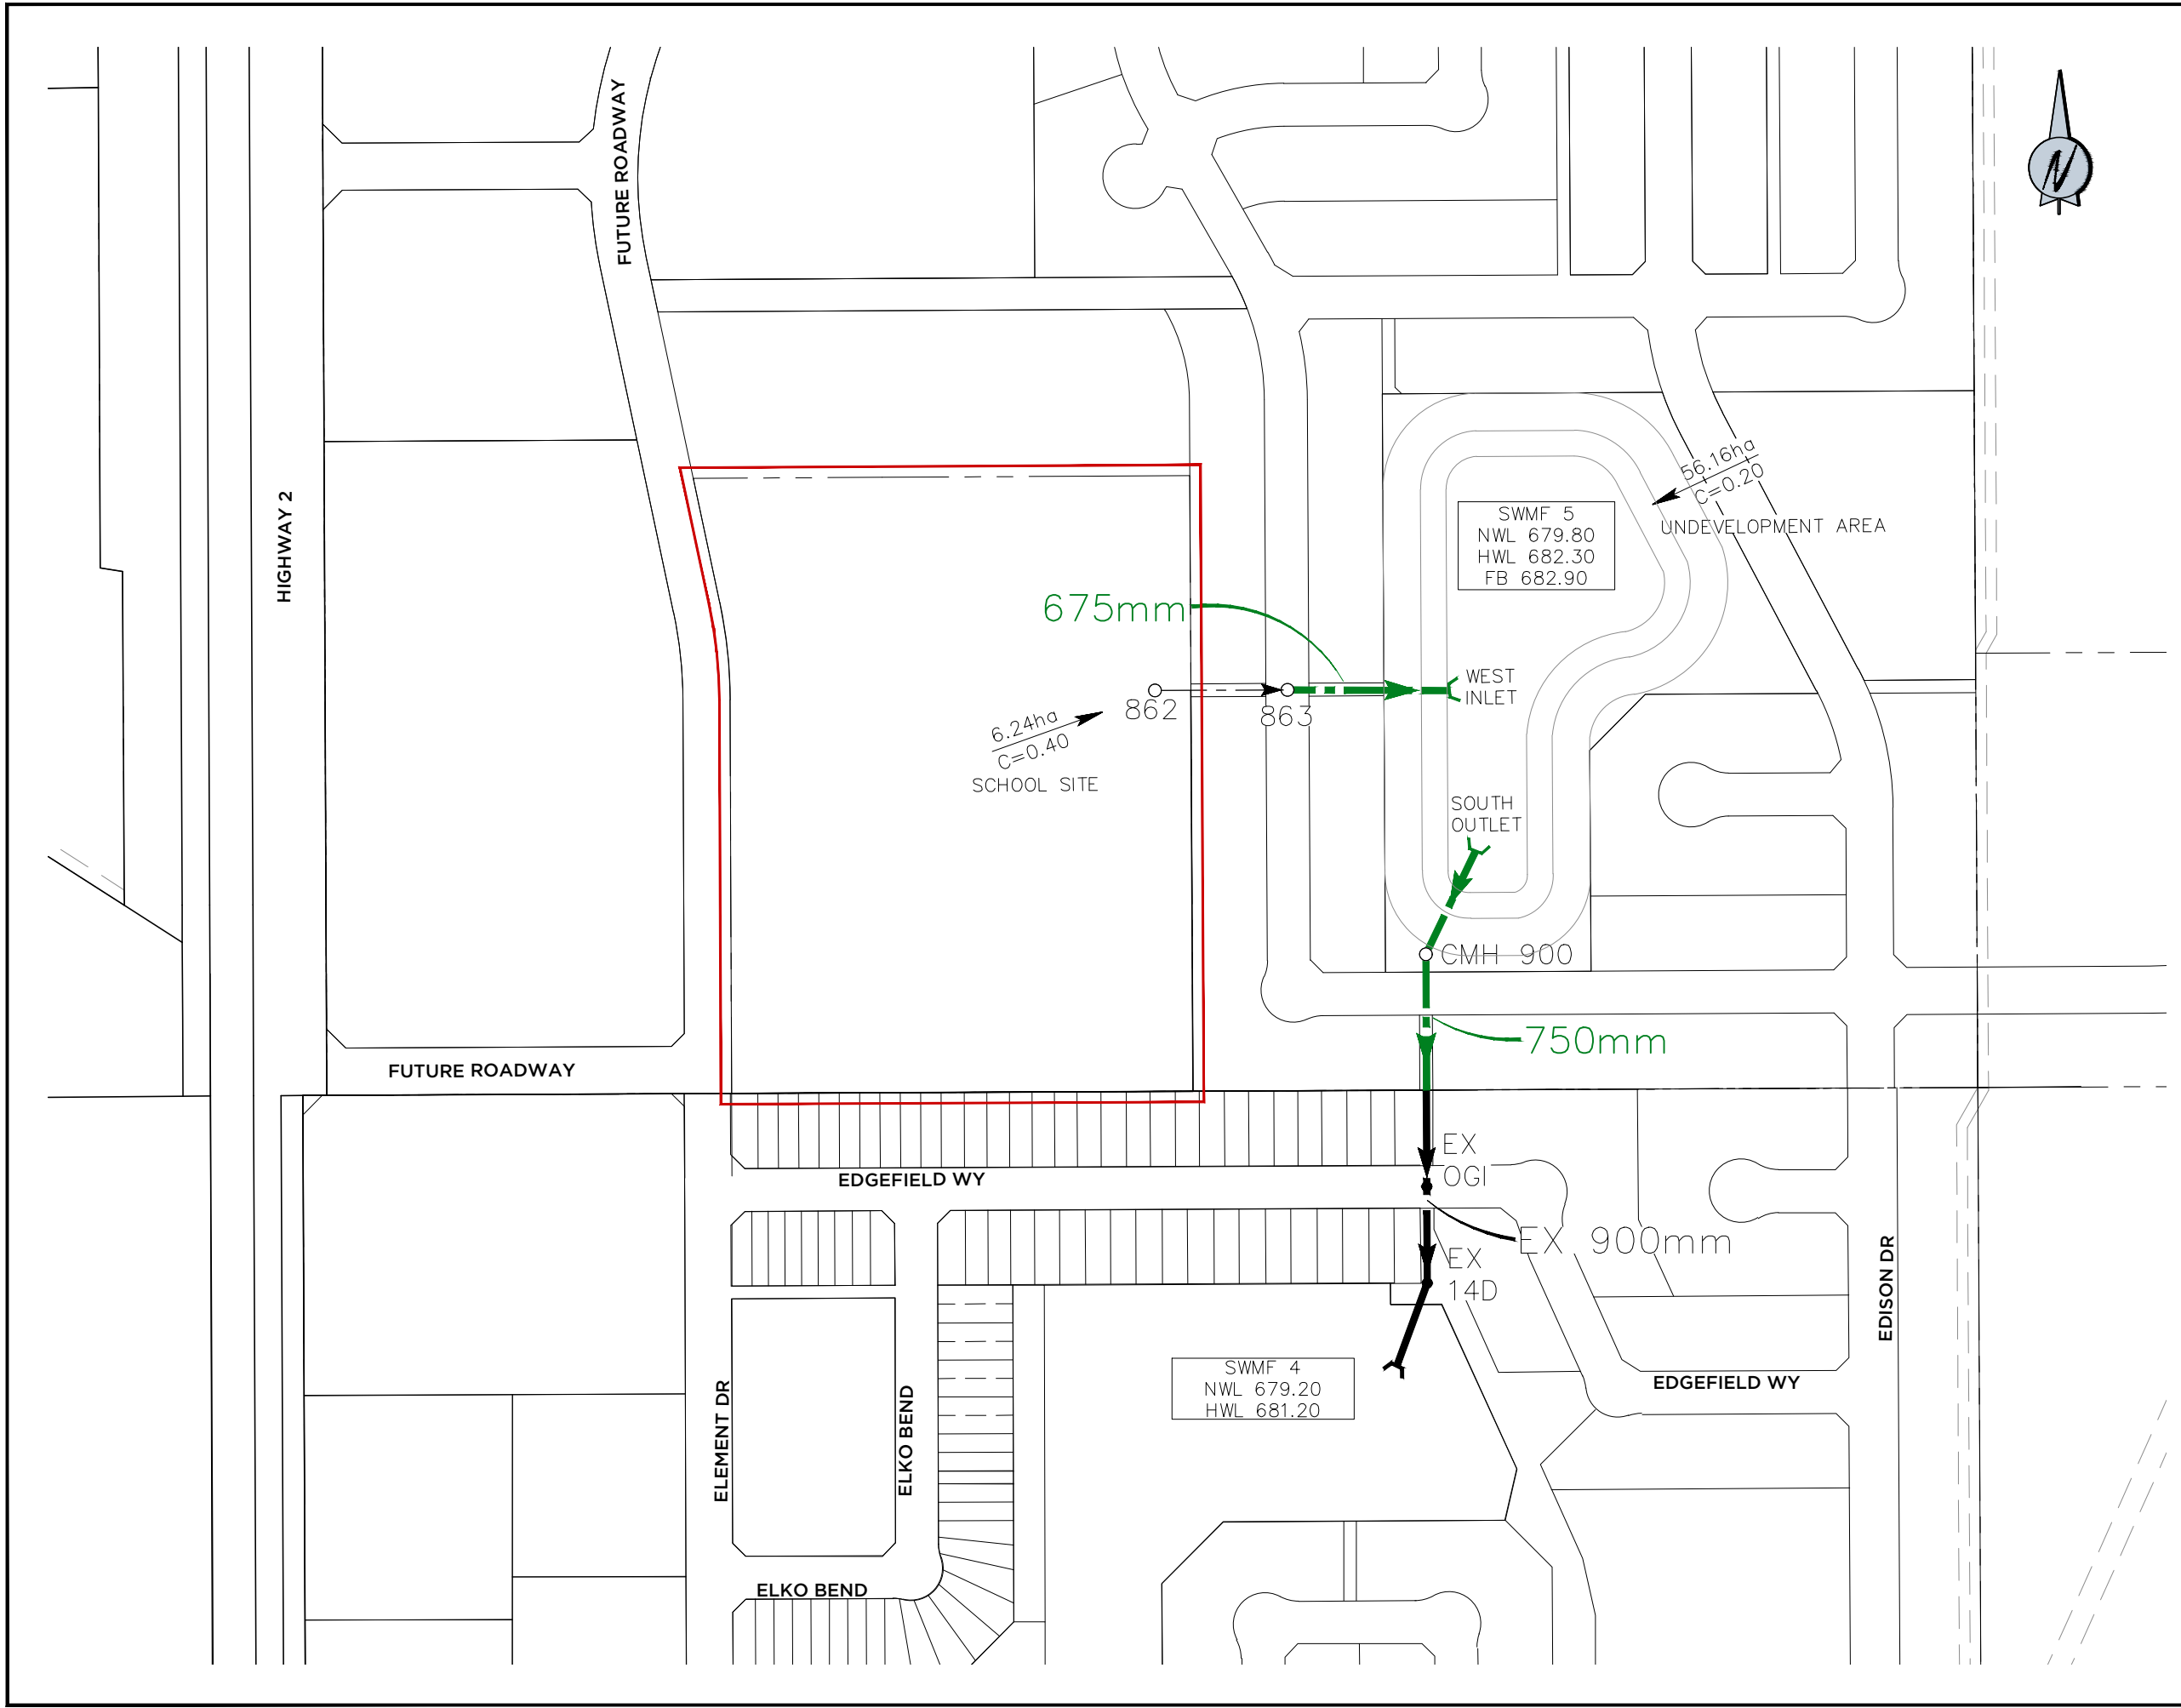 FUTURE ROADWAY
N
HIGHWAY 2
56.16ha
C=0.20
UNDEVELOPMENT AREA
SWMF 5
NWL 679.80
HWL 682.30
FB 682.90
675mm
WEST
INLET
862
863
6.24ha
C=0.40
SCHOOL SITE
SOUTH
OUTLET
CMH 900
750mm
FUTURE ROADWAY
EX
OGI
EDGEFIELD WY
EX 900mm
EX
14D
EDISON DR
SWMF 4
NWL 679.20
HWL 681.20
EDGEFIELD WY
ELEMENT DR
ELKO BEND
ELKO BEND